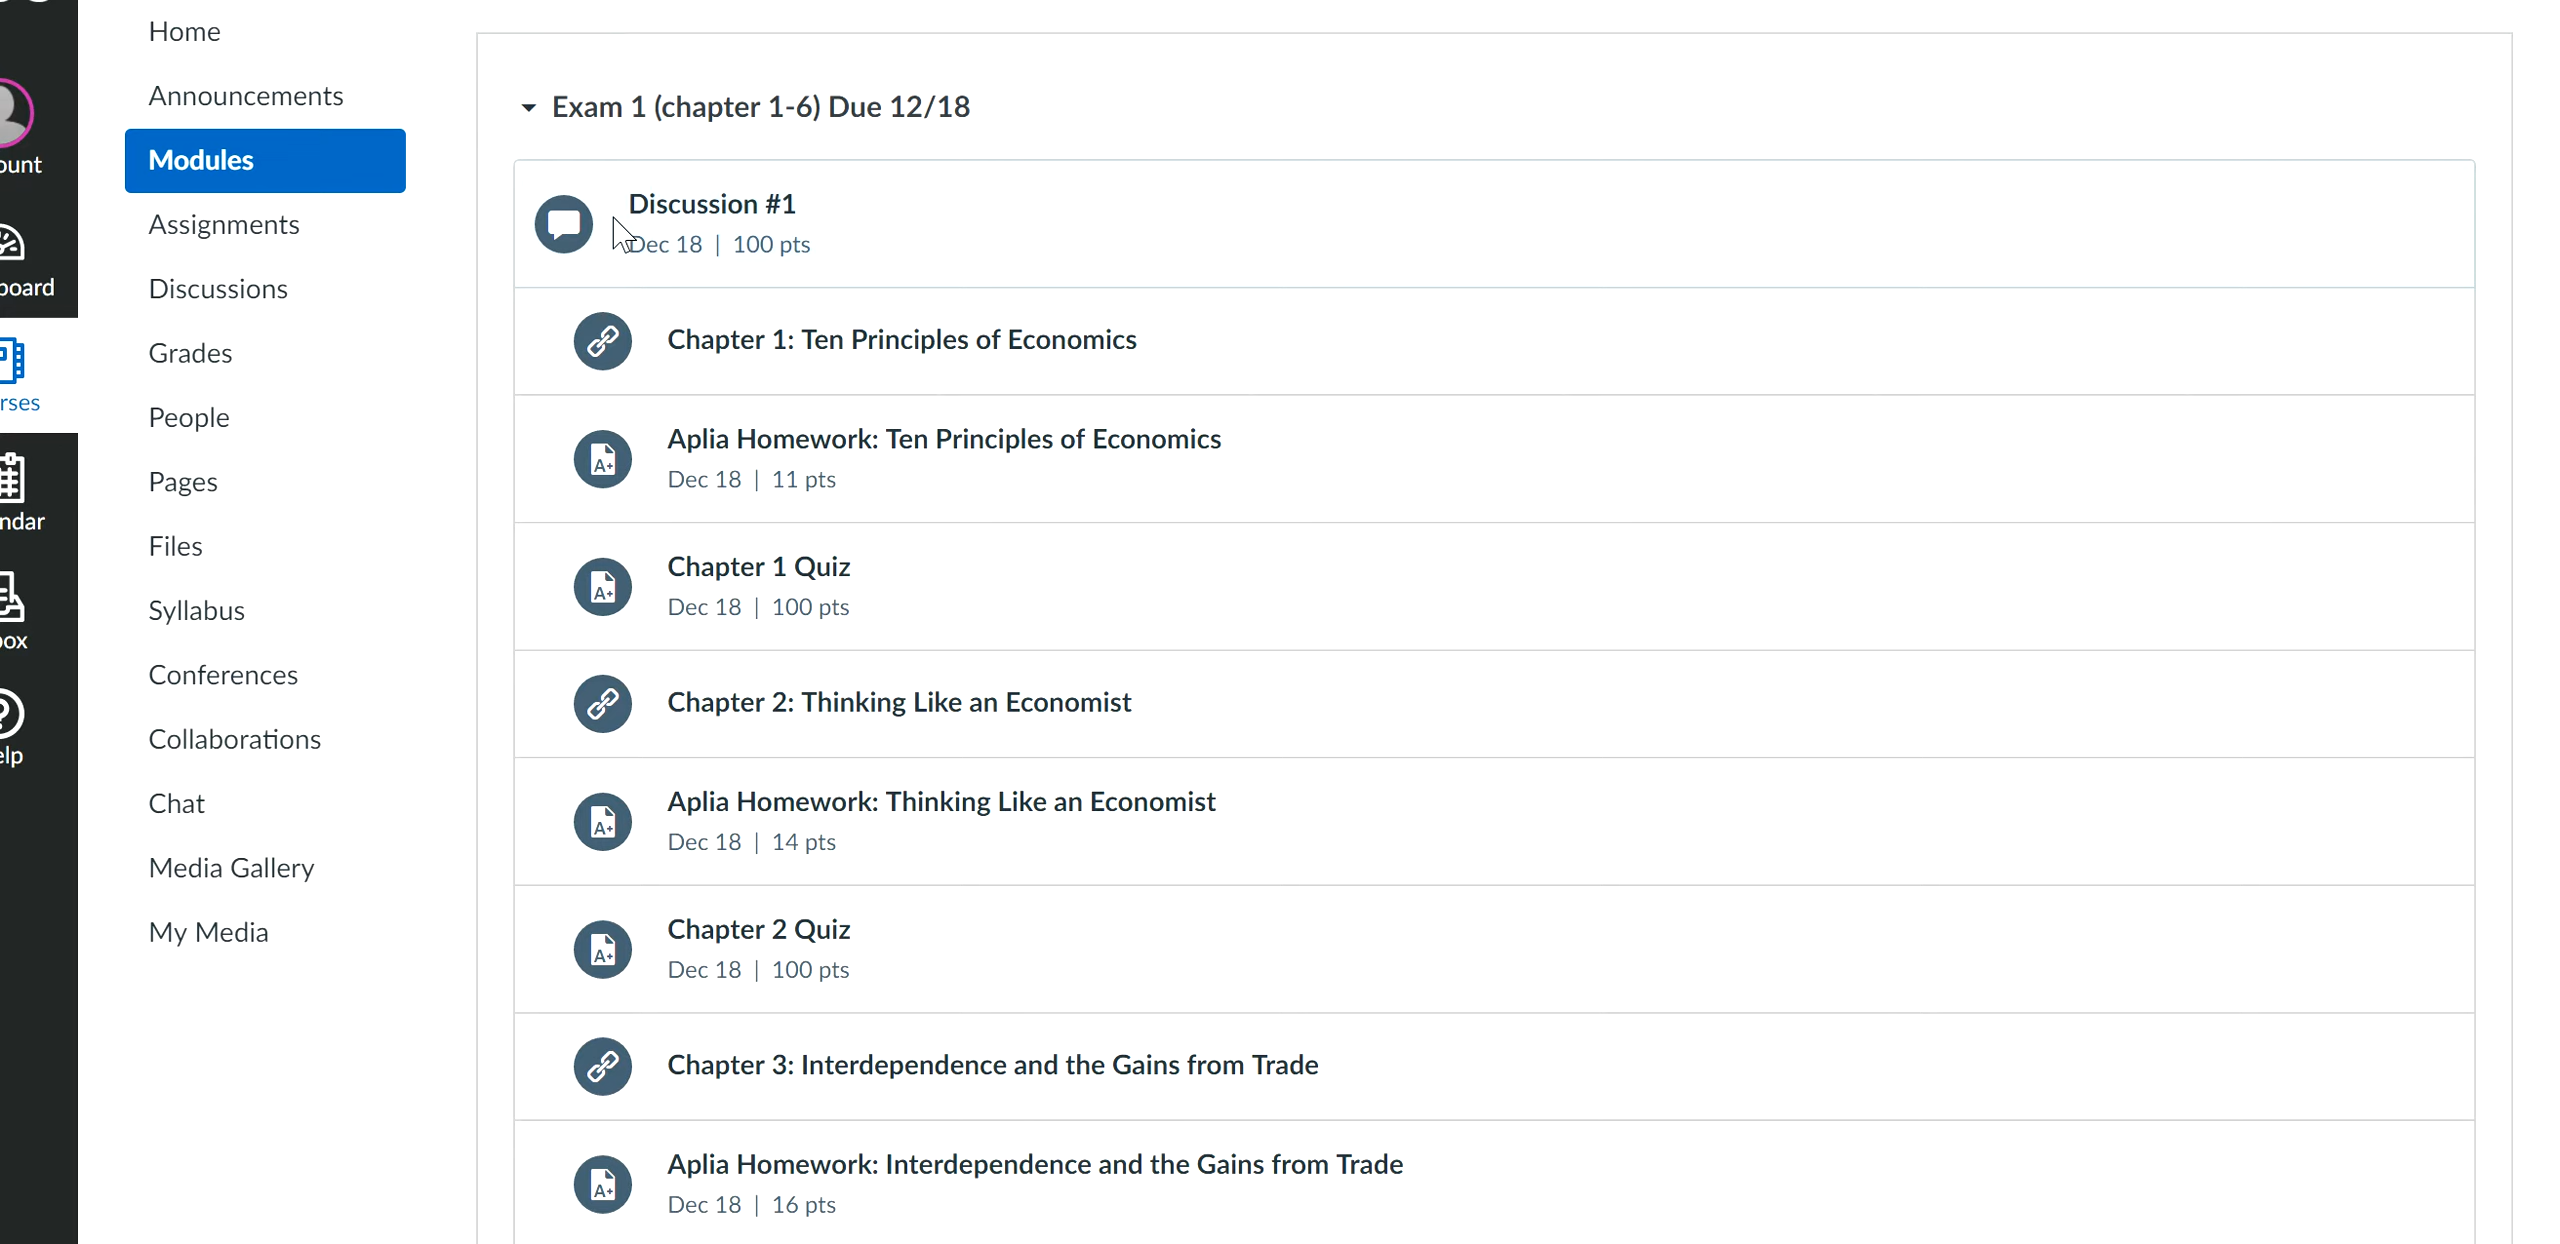 ount
board
rses
ndar
box
elp
Home
Announcements
Modules
Assignments
Discussions
Grades
People
Pages
Files
Syllabus
Conferences
Collaborations
Chat
Media Gallery
My Media
Exam 1 (chapter 1-6) Due 12/18
Discussion #1
Dec 18 | 100 pts
Chapter 1: Ten Principles of Economics
Aplia Homework: Ten Principles of Economics
Dec 18 | 11 pts
Chapter 1 Quiz
Dec 18 | 100 pts
Chapter 2: Thinking Like an Economist
Aplia Homework: Thinking Like an Economist
Dec 18 | 14 pts
Chapter 2 Quiz
Dec 18 | 100 pts
Chapter 3: Interdependence and the Gains from Trade
Aplia Homework: Interdependence and the Gains from Trade
Dec 18 | 16 pts